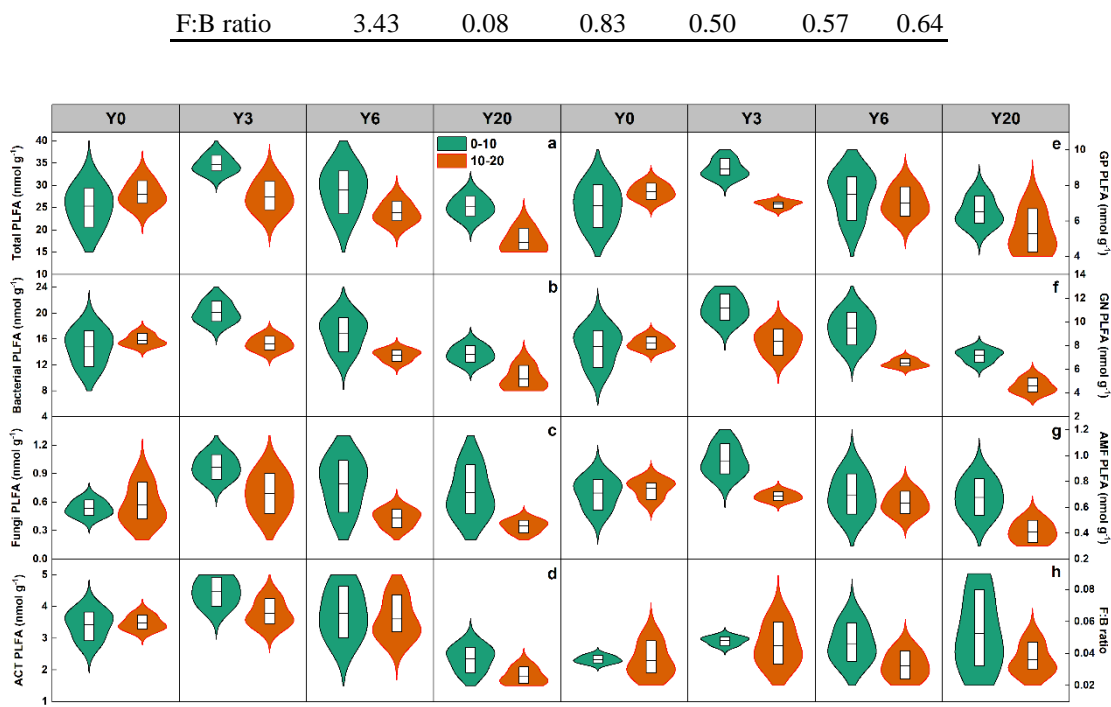 F:B ratio 3.43 0.08 0.83 0.50 0.57 0.64
Y0 Y3 Y6 Y20 Y0 Y3 Y6 Y20
0-10
10-20
a
Total PLFA (nmol g-1)
40
35
30
25
20
15
10
e
GP PLFA (nmol g-1)
10
8
6
4
b
Bacterial PLFA (nmol g-1)
24
20
16
12
8
4
f
GN PLFA (nmol g-1)
14
12
10
8
6
4
2
c
Fungi PLFA (nmol g-1)
1.2
0.9
0.6
0.3
0.0
g
AMF PLFA (nmol g-1)
1.2
1.0
0.8
0.6
0.4
0.2
d
ACT PLFA (nmol g-1)
5
4
3
2
1
h
F:B ratio
0.08
0.06
0.04
0.02